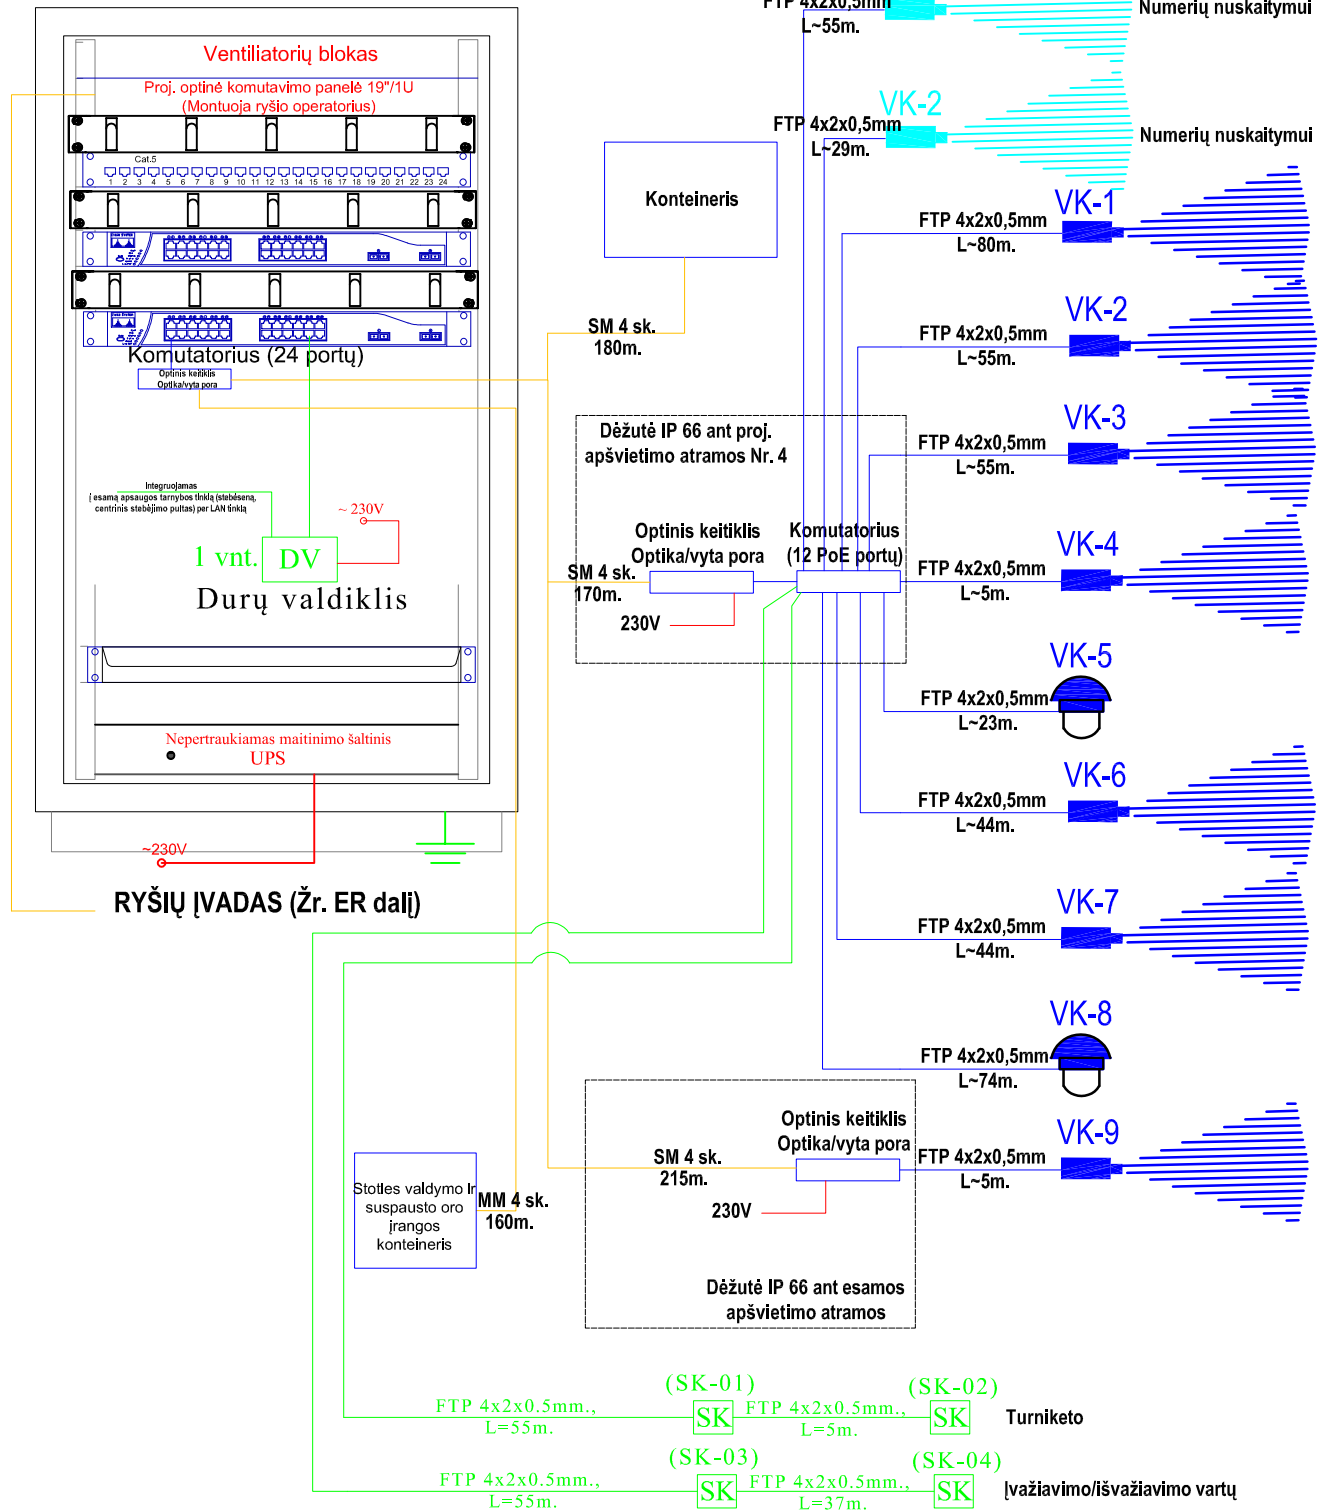 Ventiliatorių blokas
Proj. optinė komutavimo panelė 19"/1U
(Montuoja ryšio operatorius)
Cat.5
1 2 3 4 5 6 7 8 9 10 11 12 13 14 15 16 17 18 19 20 21 22 23 24
Komutatorius (24 portų)
Optinis keitiklis
Optika/vyta pora
Integruojamas
į esamą apsaugos tarnybos tinklą (stebėseną,
centrinis stebėjimo pultas) per LAN tinklą
~ 230V
1 vnt.
DV
Durų valdiklis
Nepertraukiamas maitinimo šaltinis
UPS
~230V
RYŠIŲ ĮVADAS (Žr. ER dalį)
Konteineris
SM 4 sk.
180m.
Dėžutė IP 66 ant proj.
apšvietimo atramos Nr. 4
Optinis keitiklis
Optika/vyta pora
Komutatorius
(12 PoE portų)
SM 4 sk.
170m.
230V
FTP 4x2x0,5mm
L~55m.
Numerių nuskaitymui
VK-2
FTP 4x2x0,5mm
L~29m.
Numerių nuskaitymui
VK-1
FTP 4x2x0,5mm
L~80m.
VK-2
FTP 4x2x0,5mm
L~55m.
VK-3
FTP 4x2x0,5mm
L~55m.
VK-4
FTP 4x2x0,5mm
L~5m.
VK-5
FTP 4x2x0,5mm
L~23m.
VK-6
FTP 4x2x0,5mm
L~44m.
VK-7
FTP 4x2x0,5mm
L~44m.
VK-8
FTP 4x2x0,5mm
L~74m.
Optinis keitiklis
Optika/vyta pora
VK-9
FTP 4x2x0,5mm
L~5m.
SM 4 sk.
215m.
230V
Dėžutė IP 66 ant esamos
apšvietimo atramos
Stoties valdymo ir
suspausto oro
įrangos
konteineris
MM 4 sk.
160m.
(SK-01)
FTP 4x2x0.5mm.,
L=55m.
SK
FTP 4x2x0.5mm.,
L=5m.
(SK-02)
SK
Turniketo
(SK-03)
FTP 4x2x0.5mm.,
L=55m.
SK
FTP 4x2x0.5mm.,
L=37m.
(SK-04)
SK
Įvažiavimo/išvažiavimo vartų